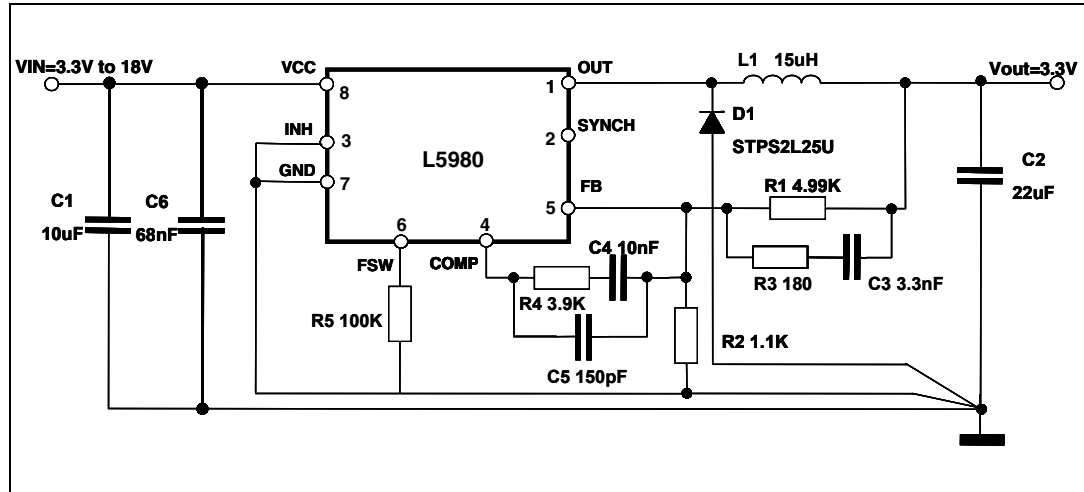 VIN=3.3V to 18V
VCC
8
OUT
1
L1 15uH
Vout=3.3V
INH
3
SYNCH
2
D1
STPS2L25U
GND
7
L5980
FB
5
R1 4.99K
C2
22uF
C1
10uF
C6
68nF
6
4
FSW
COMP
C4 10nF
R4 3.9K
R3 180
C3 3.3nF
R5 100K
R2 1.1K
C5 150pF